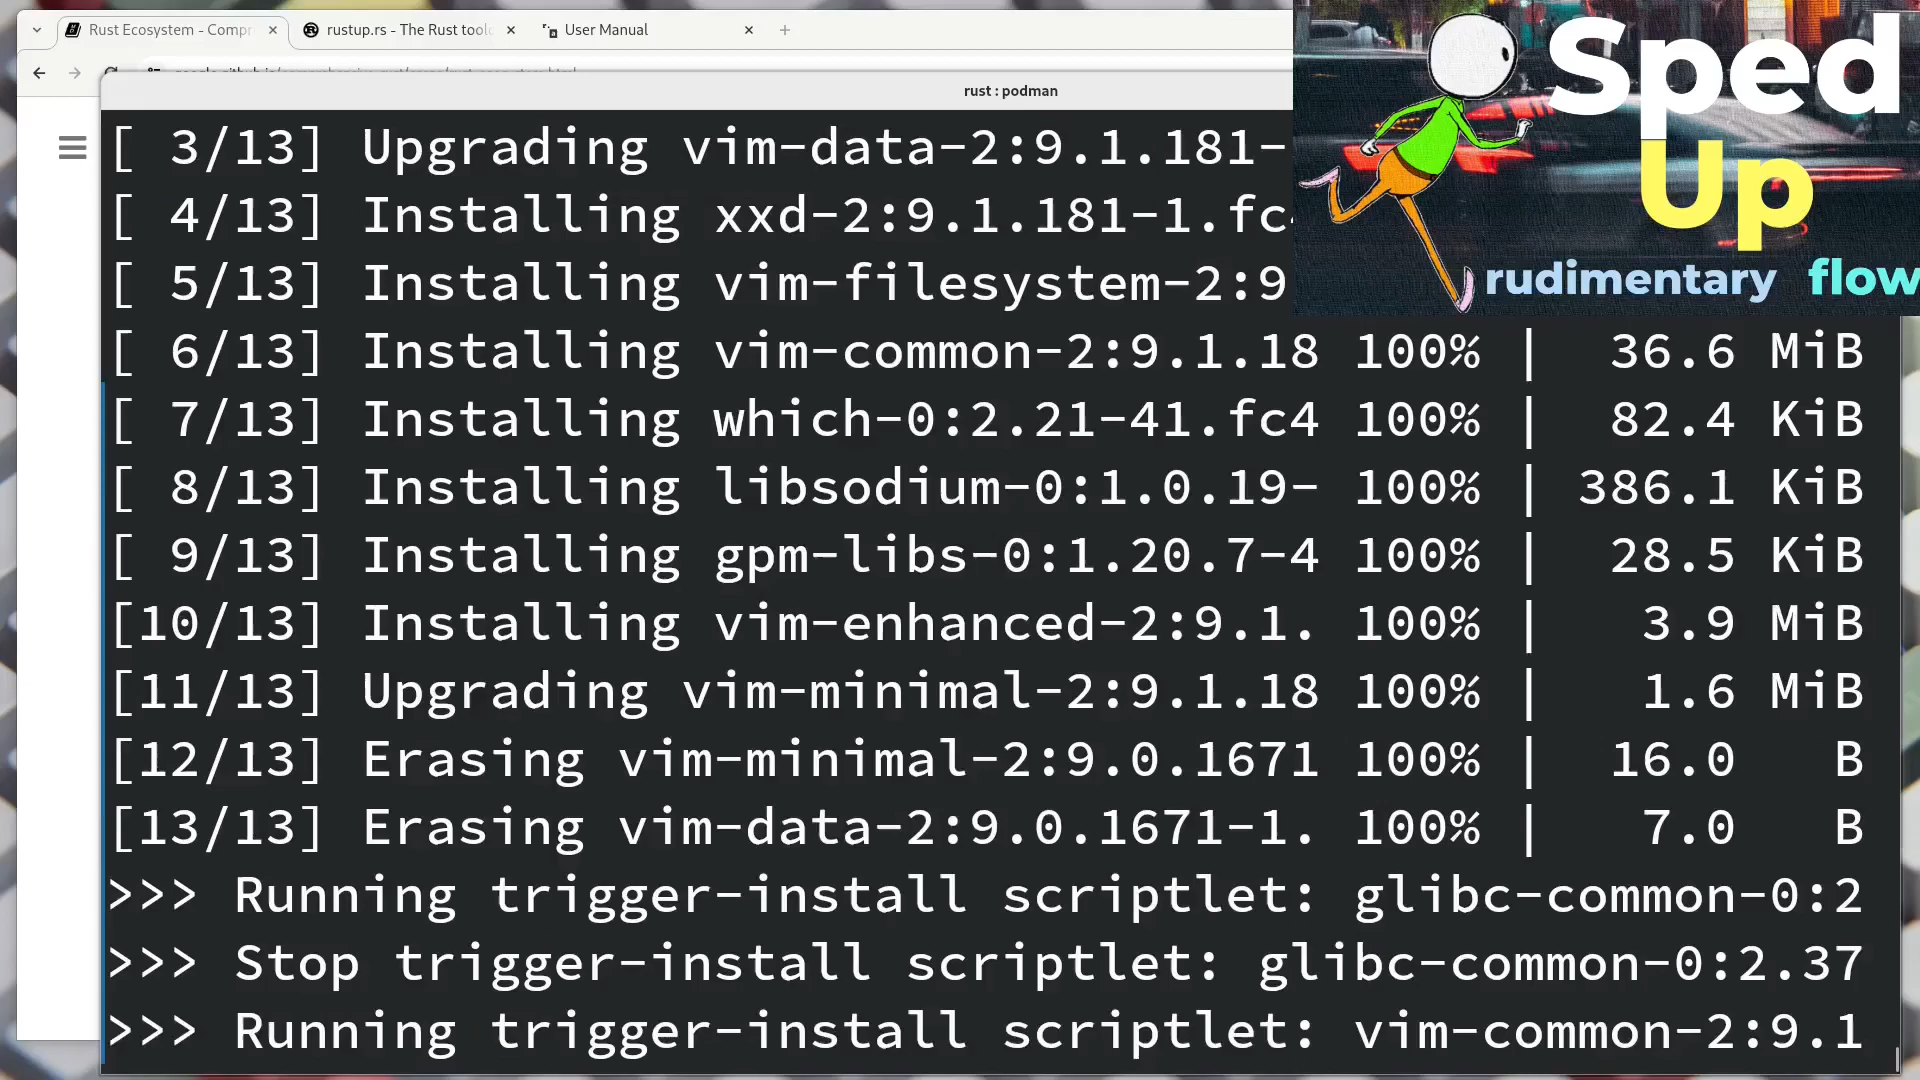 Rust Ecosystem - Compr
rustup.rs - The Rust toolc
User Manual
rust : podman
[ 3/13] Upgrading vim-data-2:9.1.181-
[ 4/13] Installing xxd-2:9.1.181-1.fc4
[ 5/13] Installing vim-filesystem-2:9
[ 6/13] Installing vim-common-2:9.1.18 100% | 36.6 MiB
[ 7/13] Installing which-0:2.21-41.fc4 100% | 82.4 KiB
[ 8/13] Installing libsodium-0:1.0.19- 100% | 386.1 KiB
[ 9/13] Installing gpm-libs-0:1.20.7-4 100% | 28.5 KiB
[10/13] Installing vim-enhanced-2:9.1. 100% | 3.9 MiB
[11/13] Upgrading vim-minimal-2:9.1.18 100% | 1.6 MiB
[12/13] Erasing vim-minimal-2:9.0.1671 100% | 16.0 B
[13/13] Erasing vim-data-2:9.0.1671-1. 100% | 7.0 B
>>> Running trigger-install scriptlet: glibc-common-0:2
>>> Stop trigger-install scriptlet: glibc-common-0:2.37
>>> Running trigger-install scriptlet: vim-common-2:9.1
Sped
Up
rudimentary flow